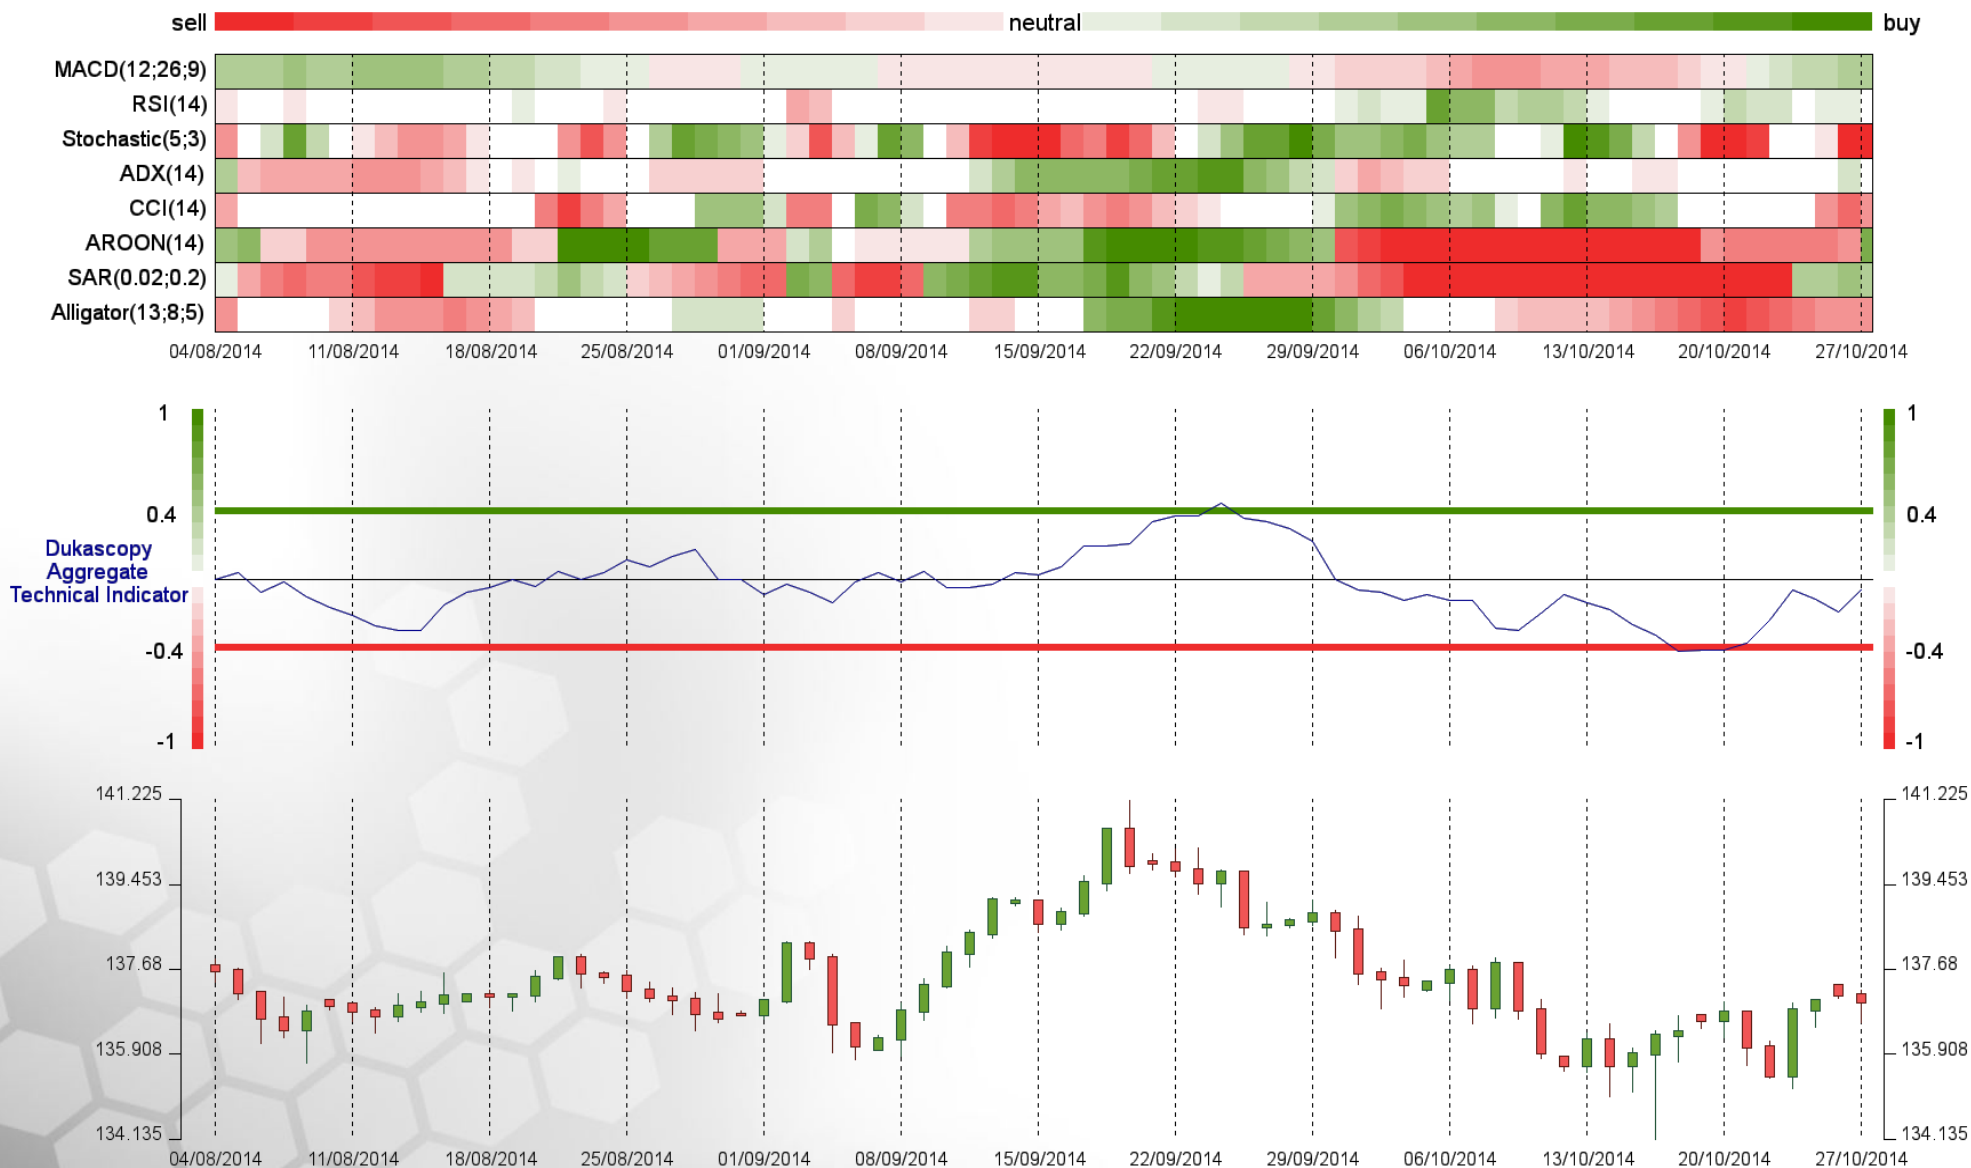 sell neutral buy
MACD(12;26;9)
RSI(14)
Stochastic(5;3)
ADX(14)
CCI(14)
AROON(14)
SAR(0.02;0.2)
Alligator(13;8;5)
04/08/2014 11/08/2014 18/08/2014 25/08/2014 01/09/2014 08/09/2014 15/09/2014 22/09/2014 29/09/2014 06/10/2014 13/10/2014 20/10/2014 27/10/2014
1 1
0.4 0.4
Dukascopy
Aggregate
Technical Indicator
-0.4 -0.4
-1 -1
141.225 141.225
139.453 139.453
137.68 137.68
135.908 135.908
134.135 134.135
04/08/2014 11/08/2014 18/08/2014 25/08/2014 01/09/2014 08/09/2014 15/09/2014 22/09/2014 29/09/2014 06/10/2014 13/10/2014 20/10/2014 27/10/2014